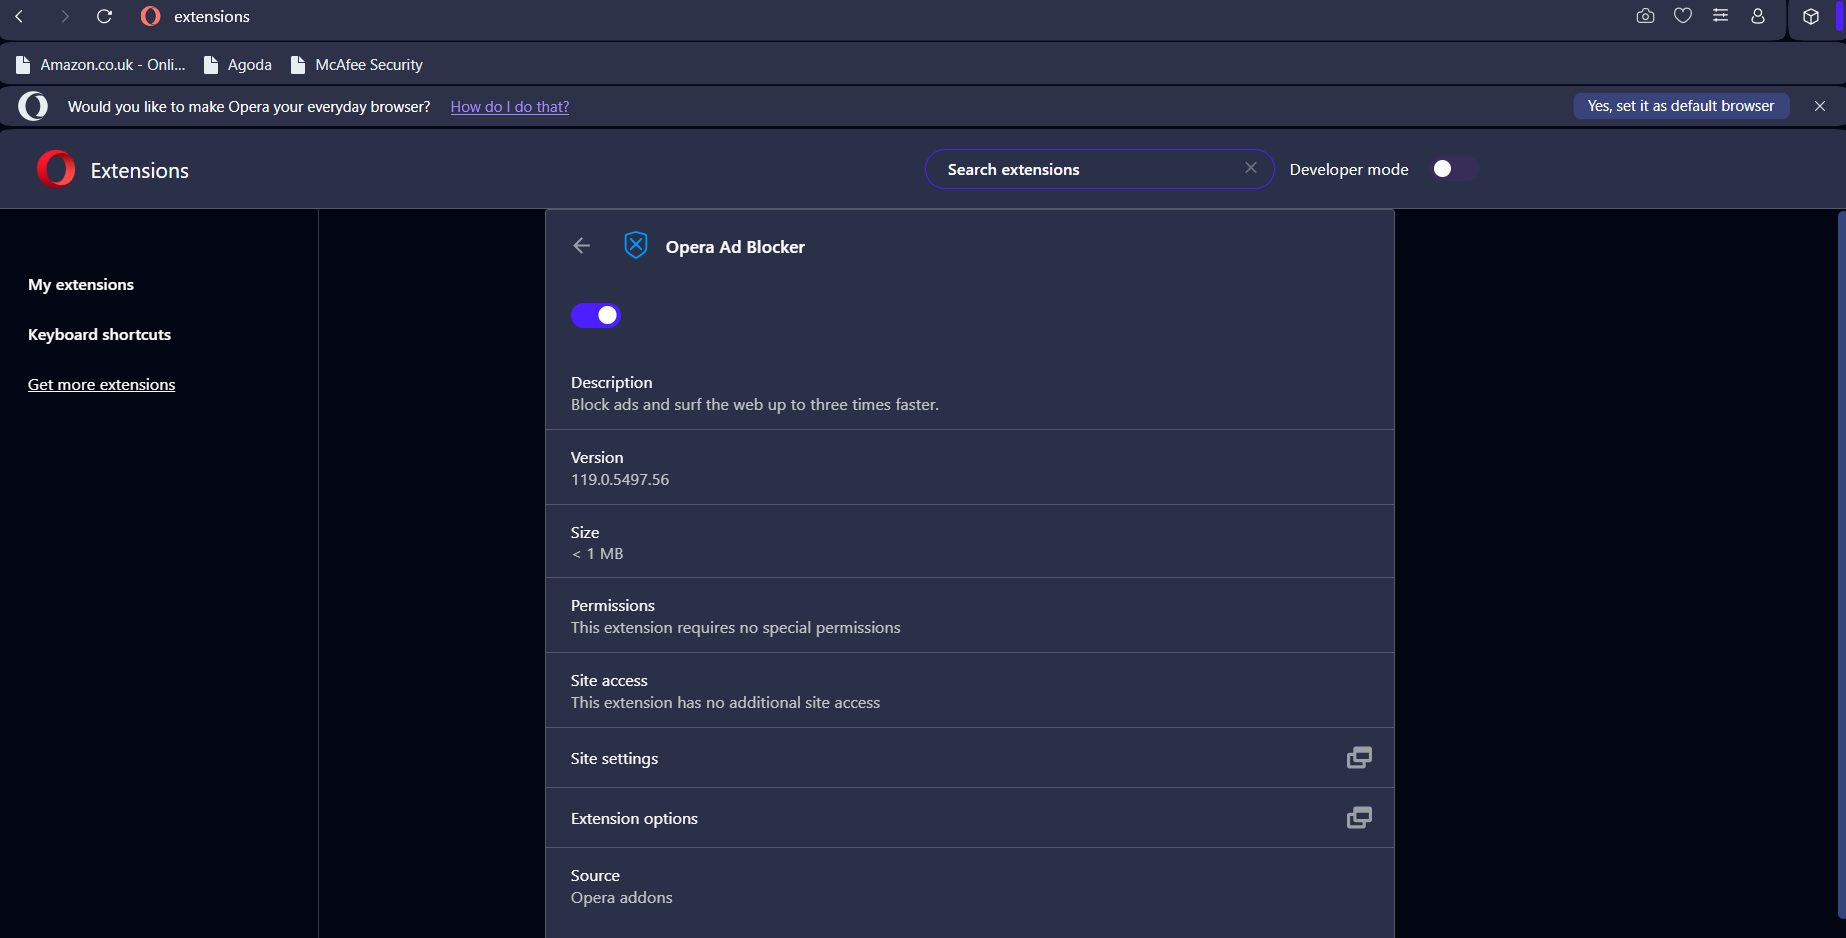 extensions
Amazon.co.uk - Onli... Agoda McAfee Security
Would you like to make Opera your everyday browser? How do I do that? Yes, set it as default browser
Extensions Search extensions Developer mode
My extensions
Keyboard shortcuts
Get more extensions
Opera Ad Blocker
Description
Block ads and surf the web up to three times faster.
Version
119.0.5497.56
Size
< 1 MB
Permissions
This extension requires no special permissions
Site access
This extension has no additional site access
Site settings
Extension options
Source
Opera addons